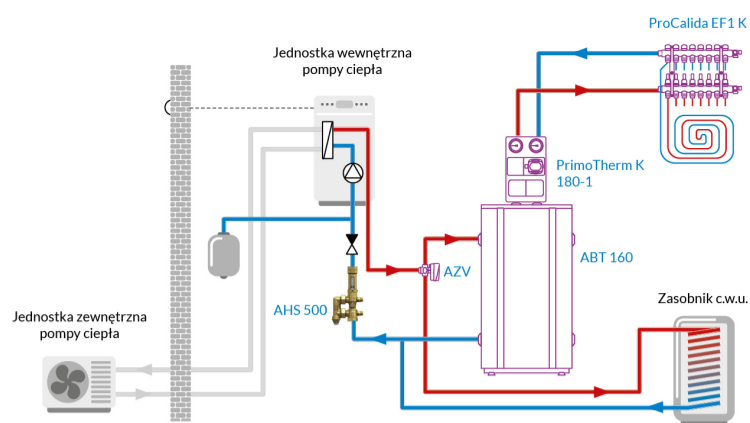 ProCalida EF1 K
Jednostka wewnętrzna
pompy ciepła
PrimoTherm K
180-1
ABT 160
AZV
AHS 500
Zasobnik c.w.u.
Jednostka zewnętrzna
pompy ciepła